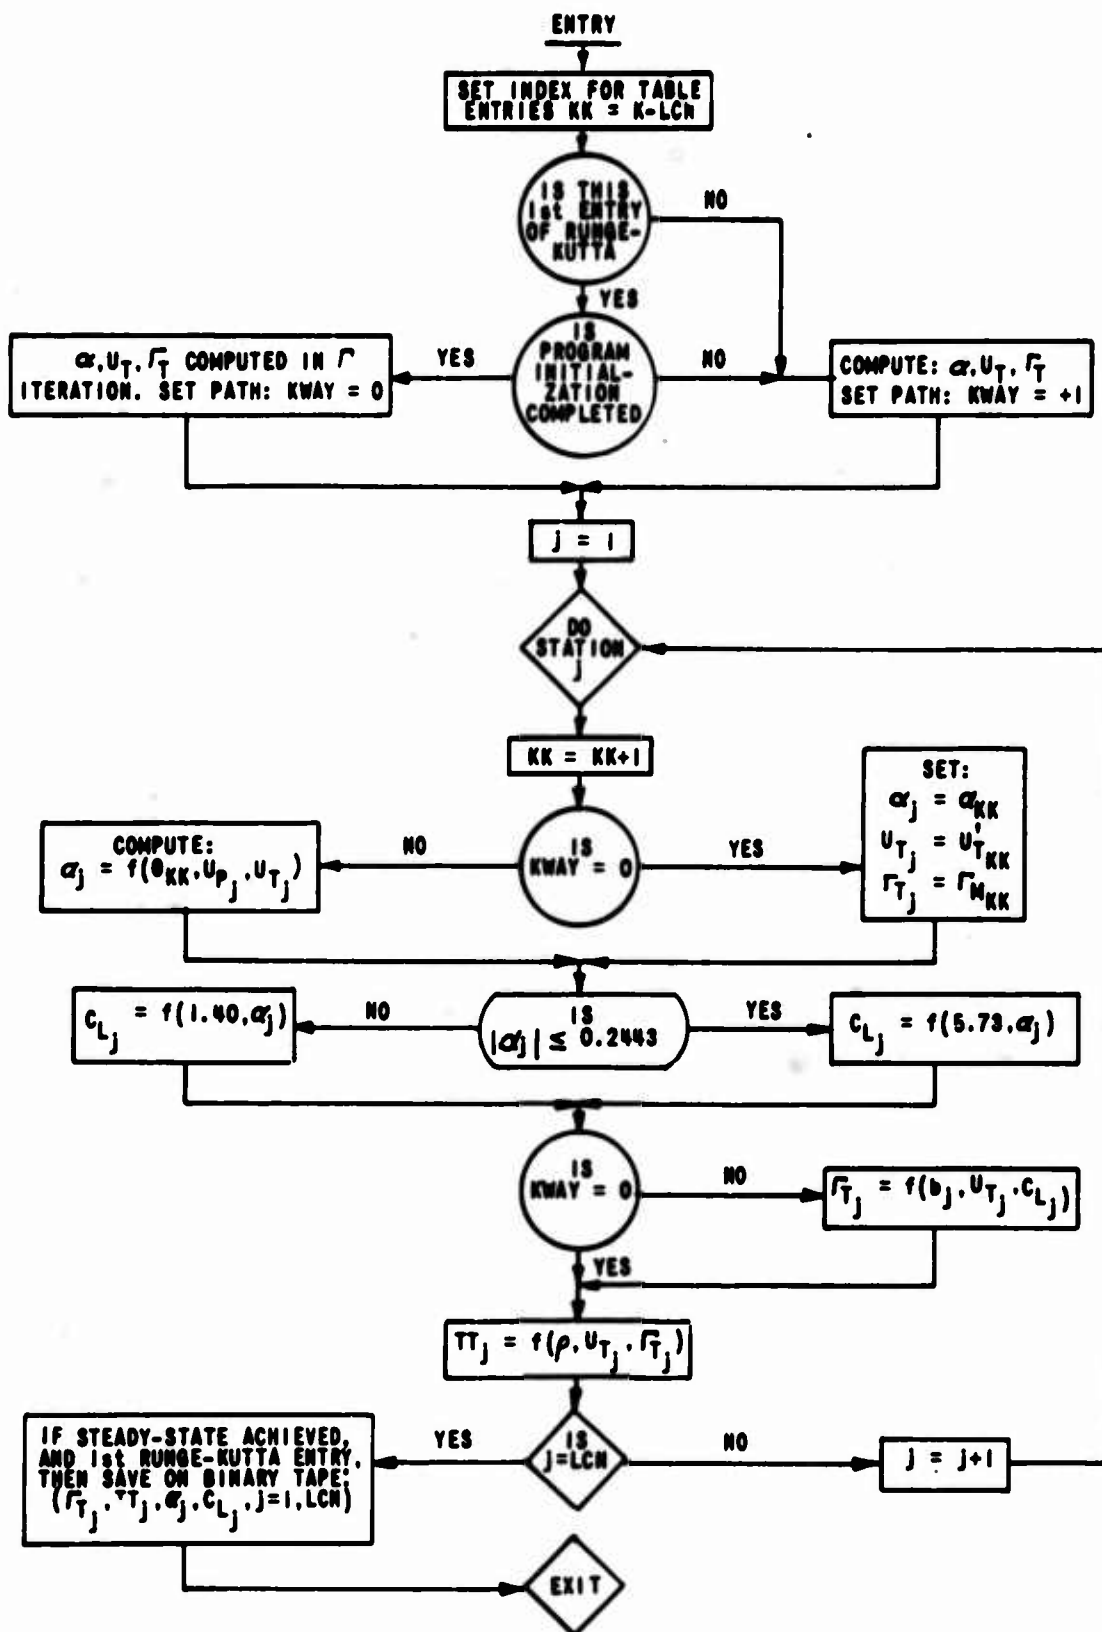 ENTRY
SET INDEX FOR TABLE
ENTRIES KK = K-LCN
IS THIS
1st ENTRY
OF RUNGE-
KUTTA
NO
YES
IS
PROGRAM
INITIAL-
ZATION
COMPLETED
YES
NO
α, U_T, Γ_T COMPUTED IN Γ
ITERATION. SET PATH: KWAY = 0
COMPUTE: α, U_T, Γ_T
SET PATH: KWAY = +1
j = 1
DO
STATION
j
KK = KK+1
IS
KWAY = 0
NO
YES
COMPUTE:
α_j = f(θ_KK, U_P_j, U_T_j)
SET:
α_j = α_KK
U_T_j = U'_T_KK
Γ_T_j = Γ_M_KK
IS
|α_j| ≤ 0.2443
NO
YES
C_L_j = f(1.40, α_j)
C_L_j = f(5.73, α_j)
IS
KWAY = 0
NO
Γ_T_j = f(b_j, U_T_j, C_L_j)
YES
TT_j = f(ρ, U_T_j, Γ_T_j)
IS
j=LCN
YES
NO
IF STEADY-STATE ACHIEVED,
AND 1st RUNGE-KUTTA ENTRY,
THEN SAVE ON BINARY TAPE:
(Γ_T_j, TT_j, α_j, C_L_j, j=1, LCN)
j = j+1
EXIT